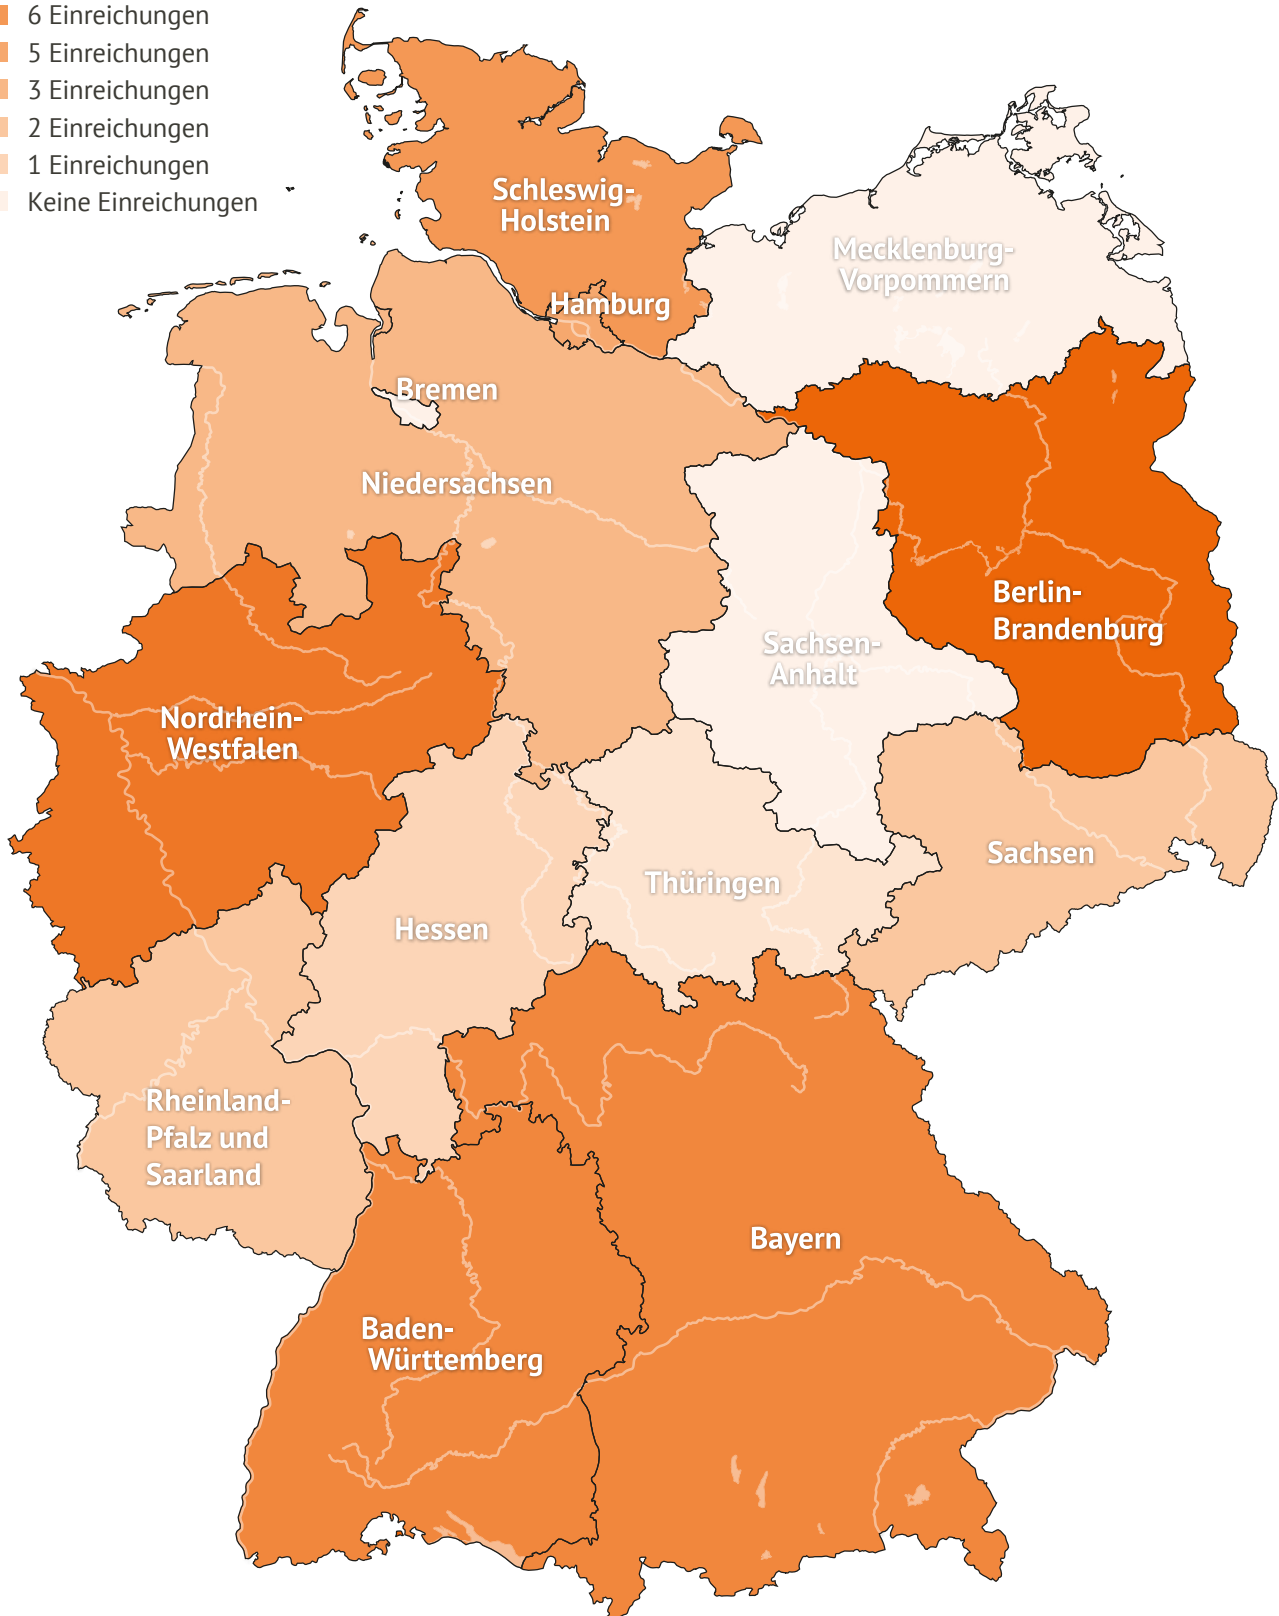 6 Einreichungen
5 Einreichungen
3 Einreichungen
2 Einreichungen
1 Einreichungen
Keine Einreichungen
Schleswig-
Holstein
Mecklenburg-
Vorpommern
Hamburg
Bremen
Niedersachsen
Berlin-
Brandenburg
Sachsen-
Anhalt
Nordrhein-
Westfalen
Sachsen
Thüringen
Hessen
Rheinland-
Pfalz und
Saarland
Bayern
Baden-
Württemberg